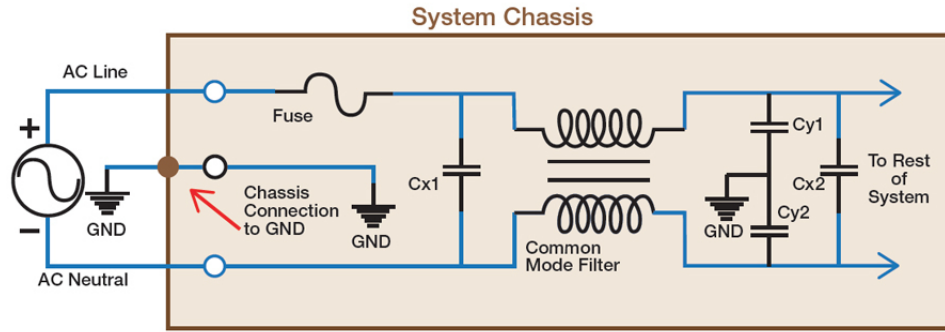 System Chassis
AC Line
Fuse
+
Cy1
Cx1
Chassis
Connection
to GND
GND
GND
To Rest
of
System
Cx2
Cy2
GND
–
Common
Mode Filter
AC Neutral